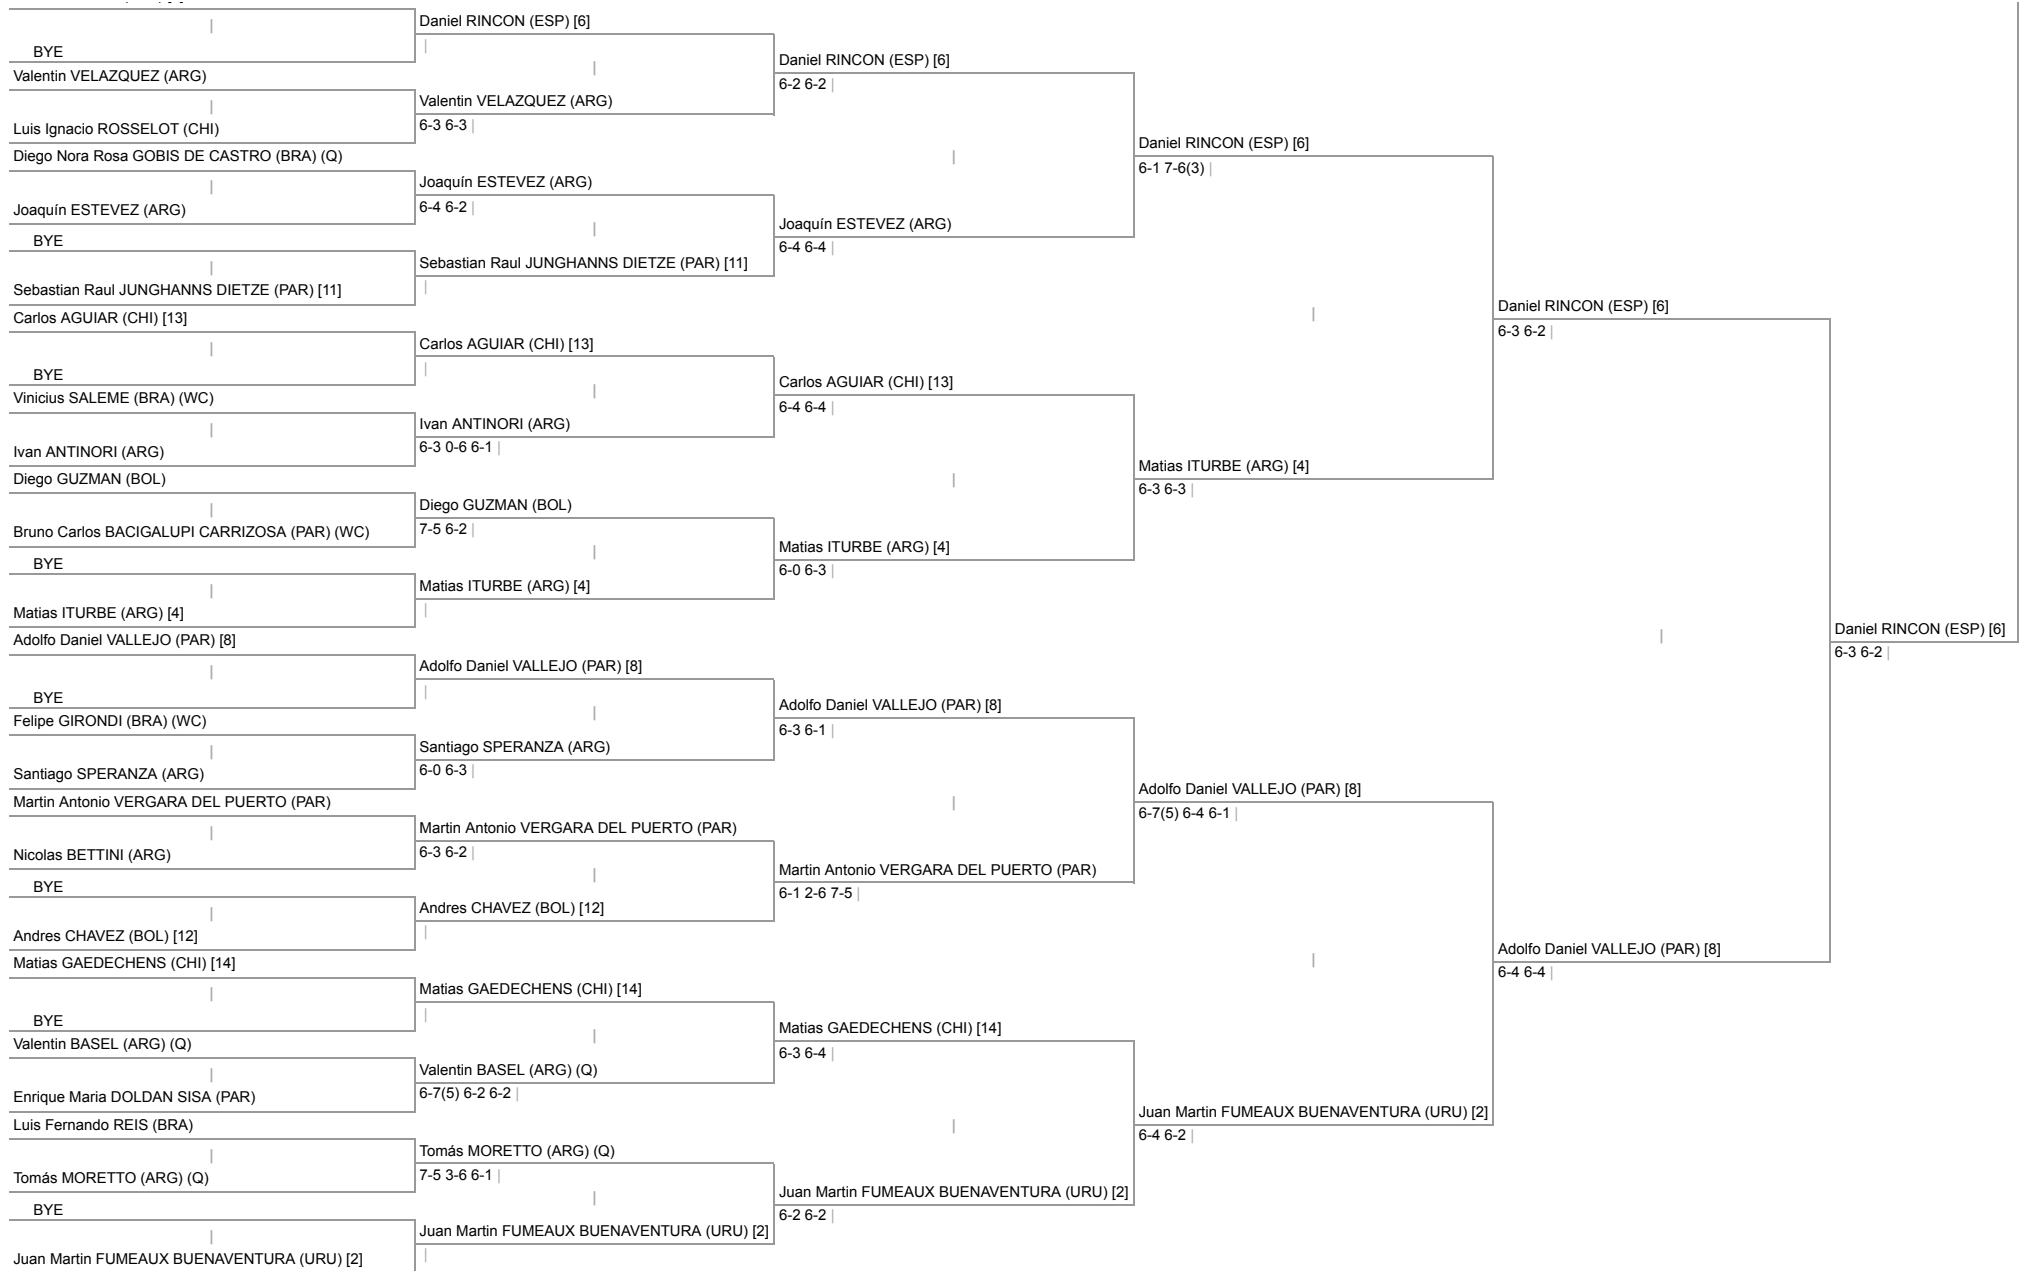 Daniel RINCON (ESP) [6]
BYE
Valentin VELAZQUEZ (ARG)
Luis Ignacio ROSSELOT (CHI)
Diego Nora Rosa GOBIS DE CASTRO (BRA) (Q)
Joaquín ESTEVEZ (ARG)
BYE
Sebastian Raul JUNGHANNS DIETZE (PAR) [11]
Carlos AGUIAR (CHI) [13]
BYE
Vinicius SALEME (BRA) (WC)
Ivan ANTINORI (ARG)
Diego GUZMAN (BOL)
Bruno Carlos BACIGALUPI CARRIZOSA (PAR) (WC)
BYE
Matias ITURBE (ARG) [4]
Adolfo Daniel VALLEJO (PAR) [8]
BYE
Felipe GIRONDI (BRA) (WC)
Santiago SPERANZA (ARG)
Martin Antonio VERGARA DEL PUERTO (PAR)
Nicolas BETTINI (ARG)
BYE
Andres CHAVEZ (BOL) [12]
Matias GAEDECHENS (CHI) [14]
BYE
Valentin BASEL (ARG) (Q)
Enrique Maria DOLDAN SISA (PAR)
Luis Fernando REIS (BRA)
Tomás MORETTO (ARG) (Q)
BYE
Juan Martin FUMEAUX BUENAVENTURA (URU) [2]
Valentin VELAZQUEZ (ARG)
6-3 6-3
Joaquín ESTEVEZ (ARG)
6-4 6-2
Sebastian Raul JUNGHANNS DIETZE (PAR) [11]
Carlos AGUIAR (CHI) [13]
Ivan ANTINORI (ARG)
6-3 0-6 6-1
Diego GUZMAN (BOL)
7-5 6-2
Matias ITURBE (ARG) [4]
Adolfo Daniel VALLEJO (PAR) [8]
Santiago SPERANZA (ARG)
6-0 6-3
Martin Antonio VERGARA DEL PUERTO (PAR)
6-3 6-2
Andres CHAVEZ (BOL) [12]
Matias GAEDECHENS (CHI) [14]
Valentin BASEL (ARG) (Q)
6-7(5) 6-2 6-2
Tomás MORETTO (ARG) (Q)
7-5 3-6 6-1
Juan Martin FUMEAUX BUENAVENTURA (URU) [2]
Daniel RINCON (ESP) [6]
6-2 6-2
Joaquín ESTEVEZ (ARG)
6-4 6-4
Carlos AGUIAR (CHI) [13]
6-4 6-4
Matias ITURBE (ARG) [4]
6-0 6-3
Adolfo Daniel VALLEJO (PAR) [8]
6-3 6-1
Martin Antonio VERGARA DEL PUERTO (PAR)
6-1 2-6 7-5
Matias GAEDECHENS (CHI) [14]
6-3 6-4
Juan Martin FUMEAUX BUENAVENTURA (URU) [2]
6-2 6-2
Daniel RINCON (ESP) [6]
6-1 7-6(3)
Matias ITURBE (ARG) [4]
6-3 6-3
Adolfo Daniel VALLEJO (PAR) [8]
6-7(5) 6-4 6-1
Juan Martin FUMEAUX BUENAVENTURA (URU) [2]
6-4 6-2
Daniel RINCON (ESP) [6]
6-3 6-2
Adolfo Daniel VALLEJO (PAR) [8]
6-4 6-4
Daniel RINCON (ESP) [6]
6-3 6-2